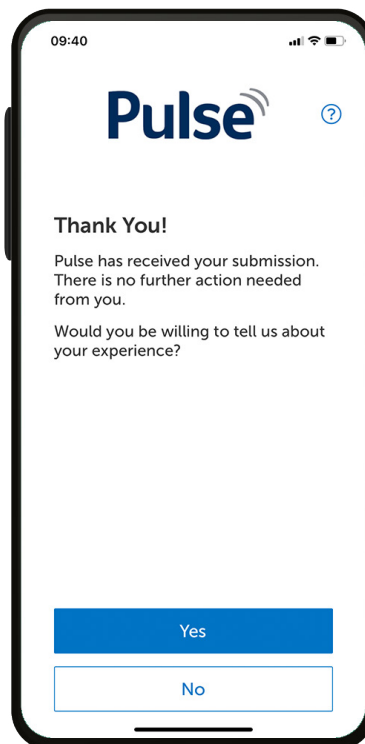 09:40
Pulse
?
Thank You!
Pulse has received your submission.
There is no further action needed
from you.
Would you be willing to tell us about
your experience?
Yes
No